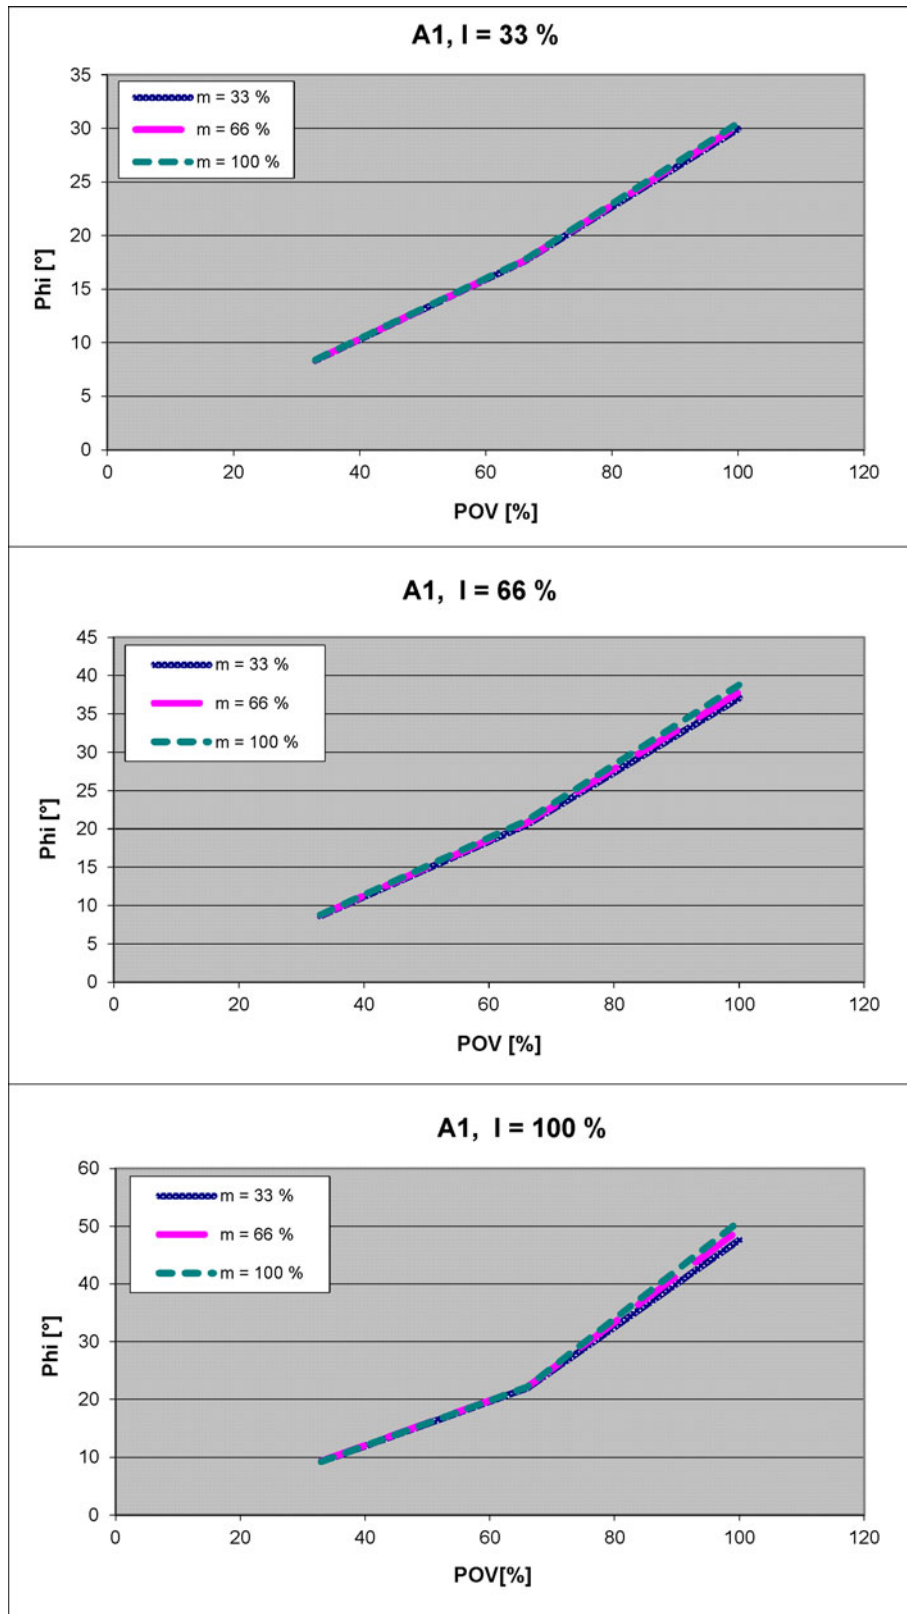 A1, l = 33 %
35
30
25
20
15
10
5
0
m = 33 %
m = 66 %
m = 100 %
Phi [°]
0 20 40 60 80 100 120
POV [%]
A1, l = 66 %
45
40
35
30
25
20
15
10
5
0
m = 33 %
m = 66 %
m = 100 %
Phi [°]
0 20 40 60 80 100 120
POV [%]
A1, l = 100 %
60
50
40
30
20
10
0
m = 33 %
m = 66 %
m = 100 %
Phi [°]
0 20 40 60 80 100 120
POV[%]